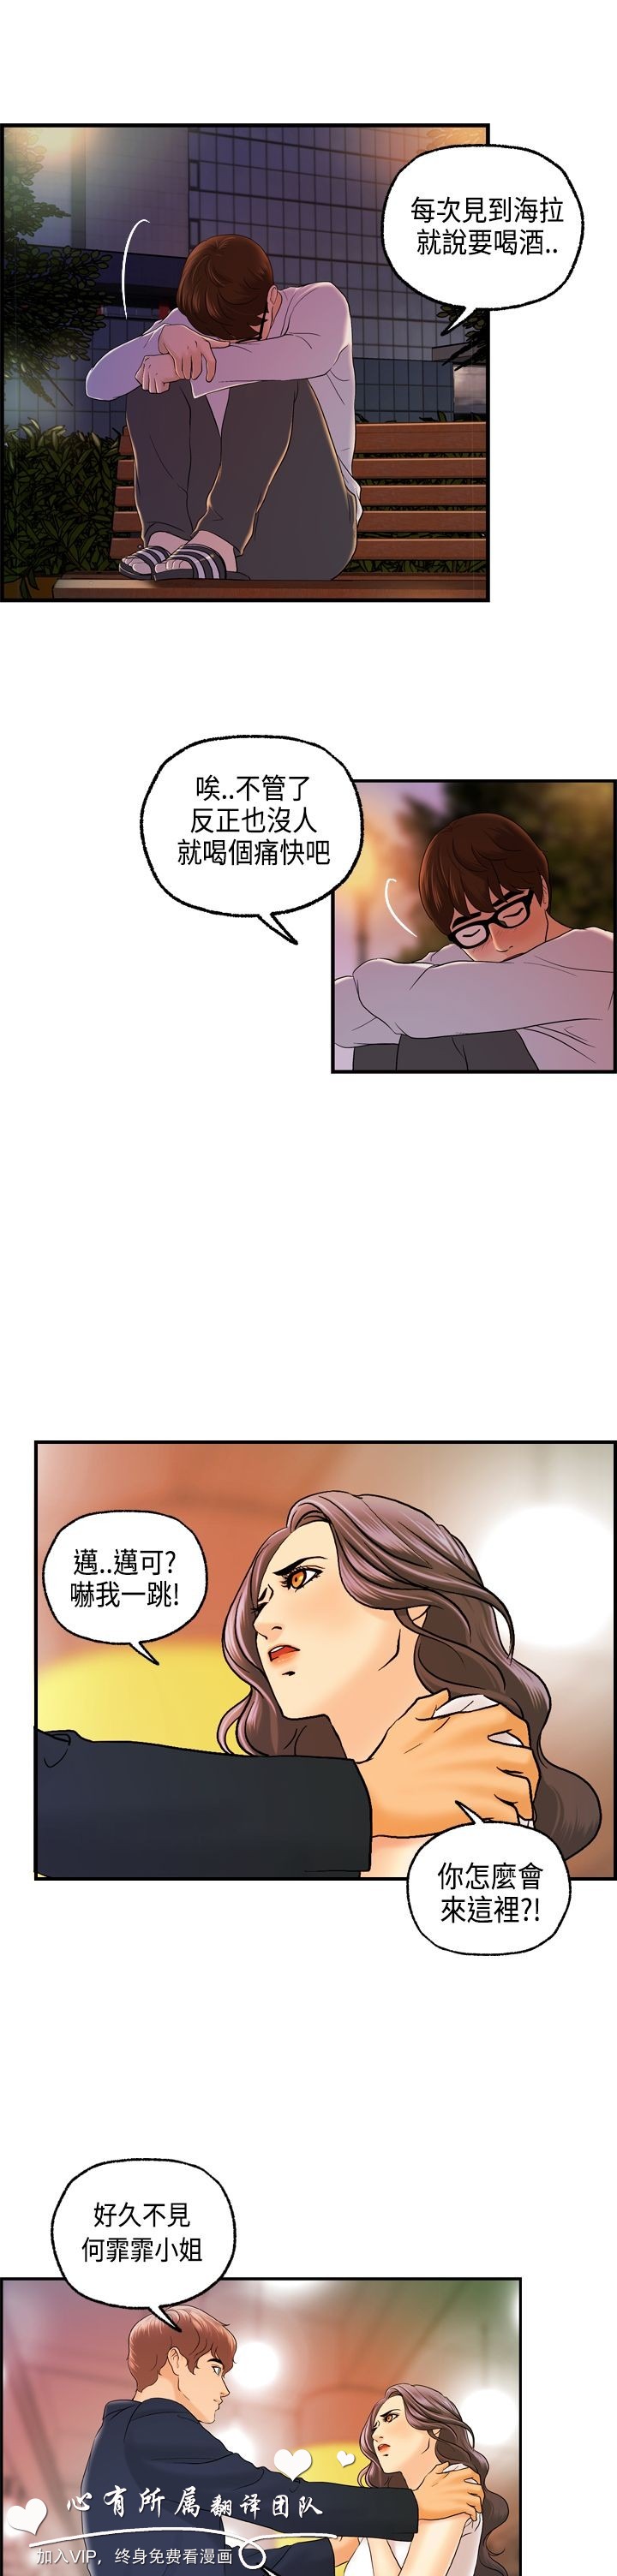 每次見到海拉
就說要喝酒..
唉..不管了
反正也沒人
就喝個痛快吧
邁..邁可?
嚇我一跳!
你怎麼會
來這裡?!
好久不見
何霏霏小姐
心有所属翻译团队
加入VIP，终身免费看漫画